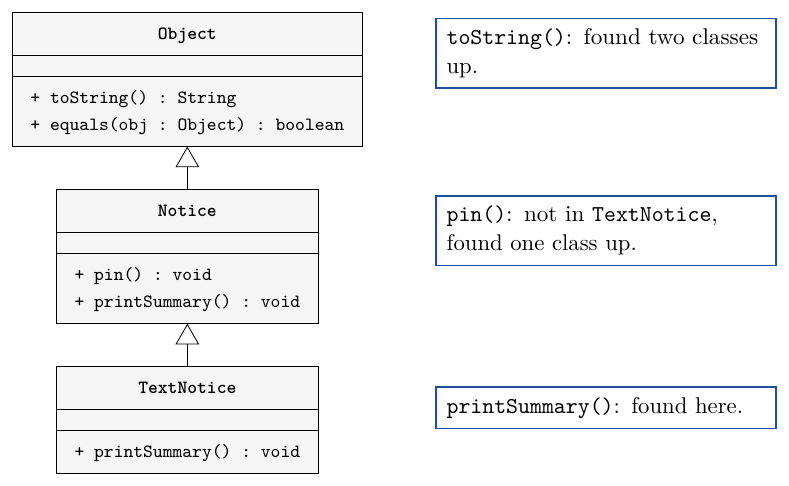 Object
+ toString() : String
+ equals(obj : Object) : boolean
toString(): found two classes
up.
Notice
+ pin() : void
+ printSummary() : void
pin(): not in TextNotice,
found one class up.
TextNotice
+ printSummary() : void
printSummary(): found here.